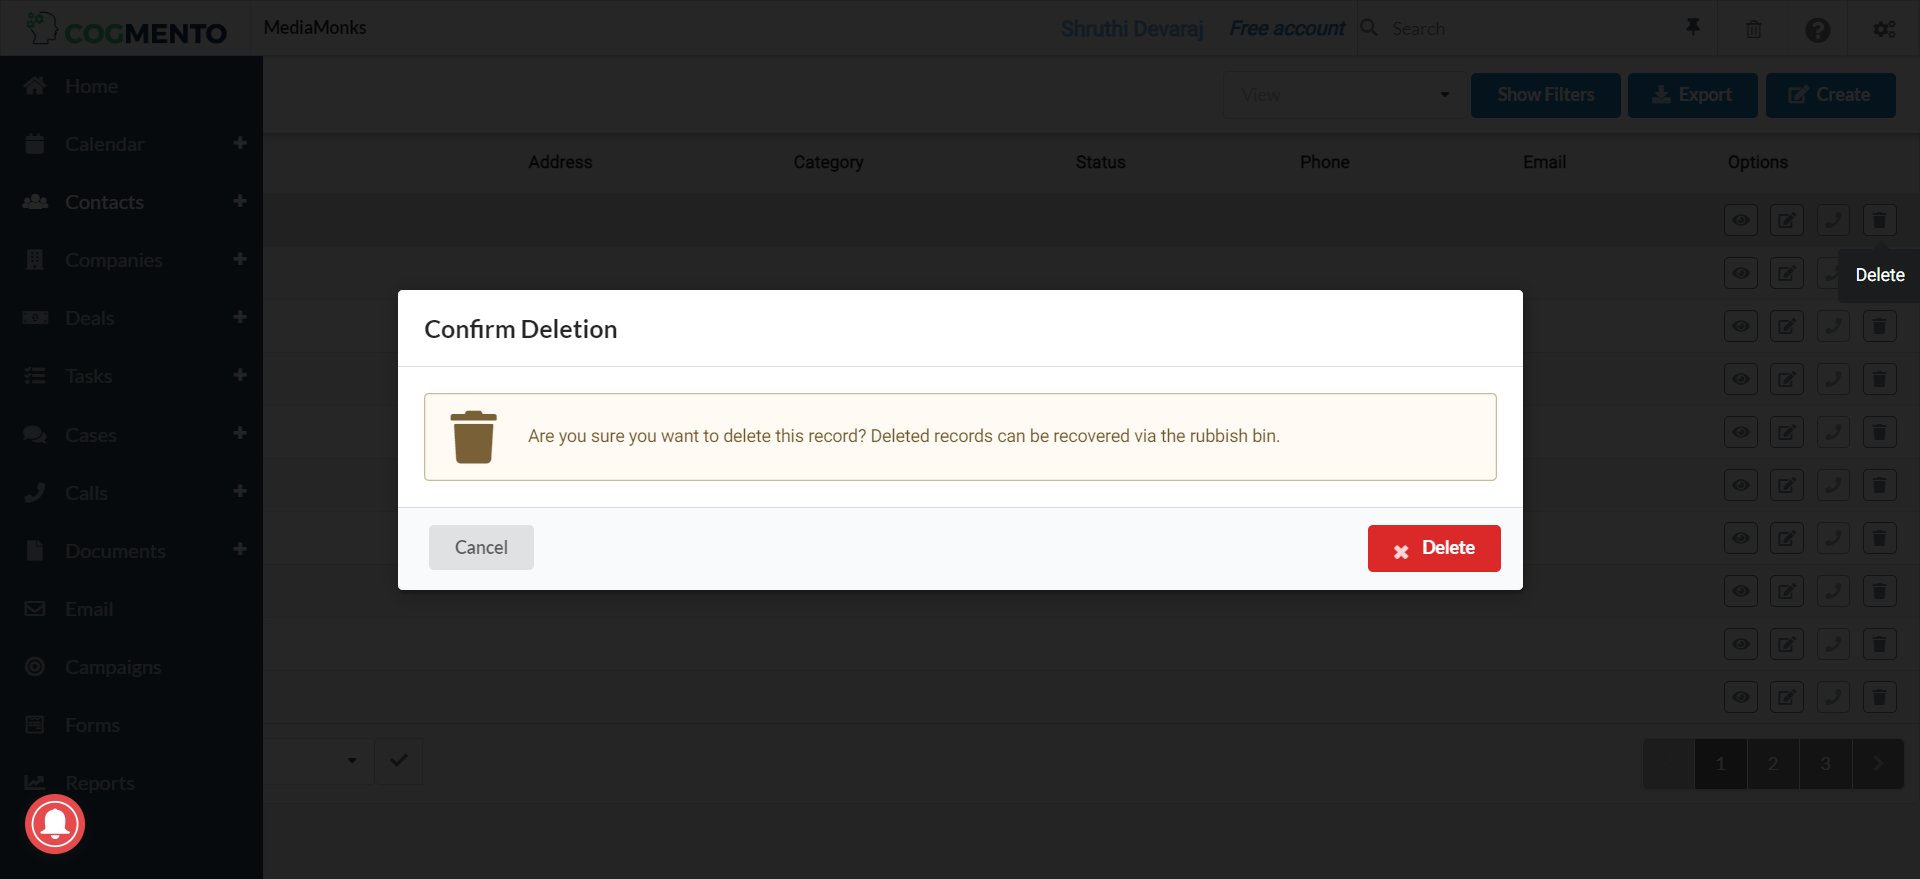 COGMENTO
MediaMonks
Shruthi Devaraj
Free account
Search
Home
Calendar
Contacts
Companies
Deals
Tasks
Cases
Calls
Documents
Email
Campaigns
Forms
Reports
View
Show Filters
Export
Create
Address
Category
Status
Phone
Email
Options
Delete
Confirm Deletion
Are you sure you want to delete this record? Deleted records can be recovered via the rubbish bin.
Cancel
Delete
1
2
3